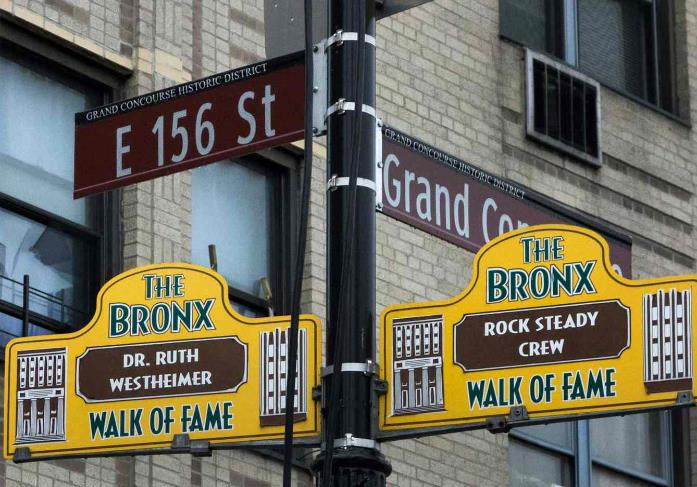 GRAND CONCOURSE HISTORIC DISTRICT
E 156 St
GRAND CONCOURSE HISTORIC DISTRICT
Grand
THE
BRONX
DR. RUTH
WESTHEIMER
WALK OF FAME
THE
BRONX
ROCK STEADY
CREW
WALK OF FAME